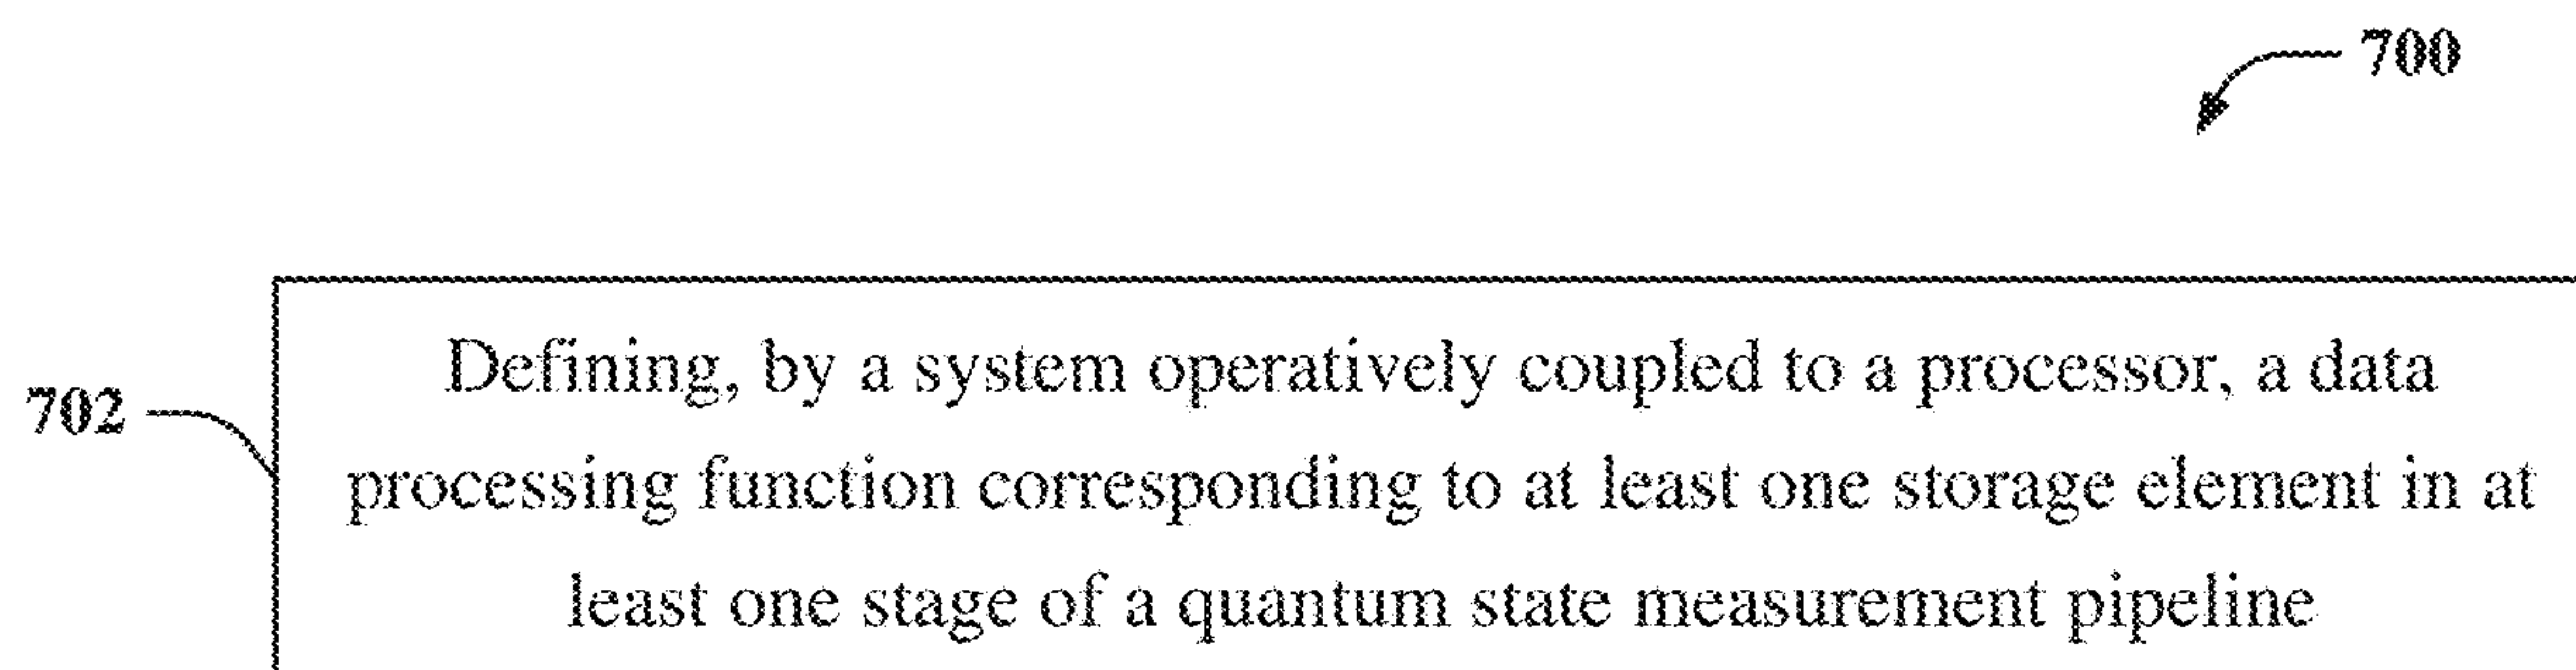 700
Defining, by a system operatively coupled to a processor, a data
702
processing function corresponding to at least one storage element in at
least one stage of a quantum state measurement pipeline